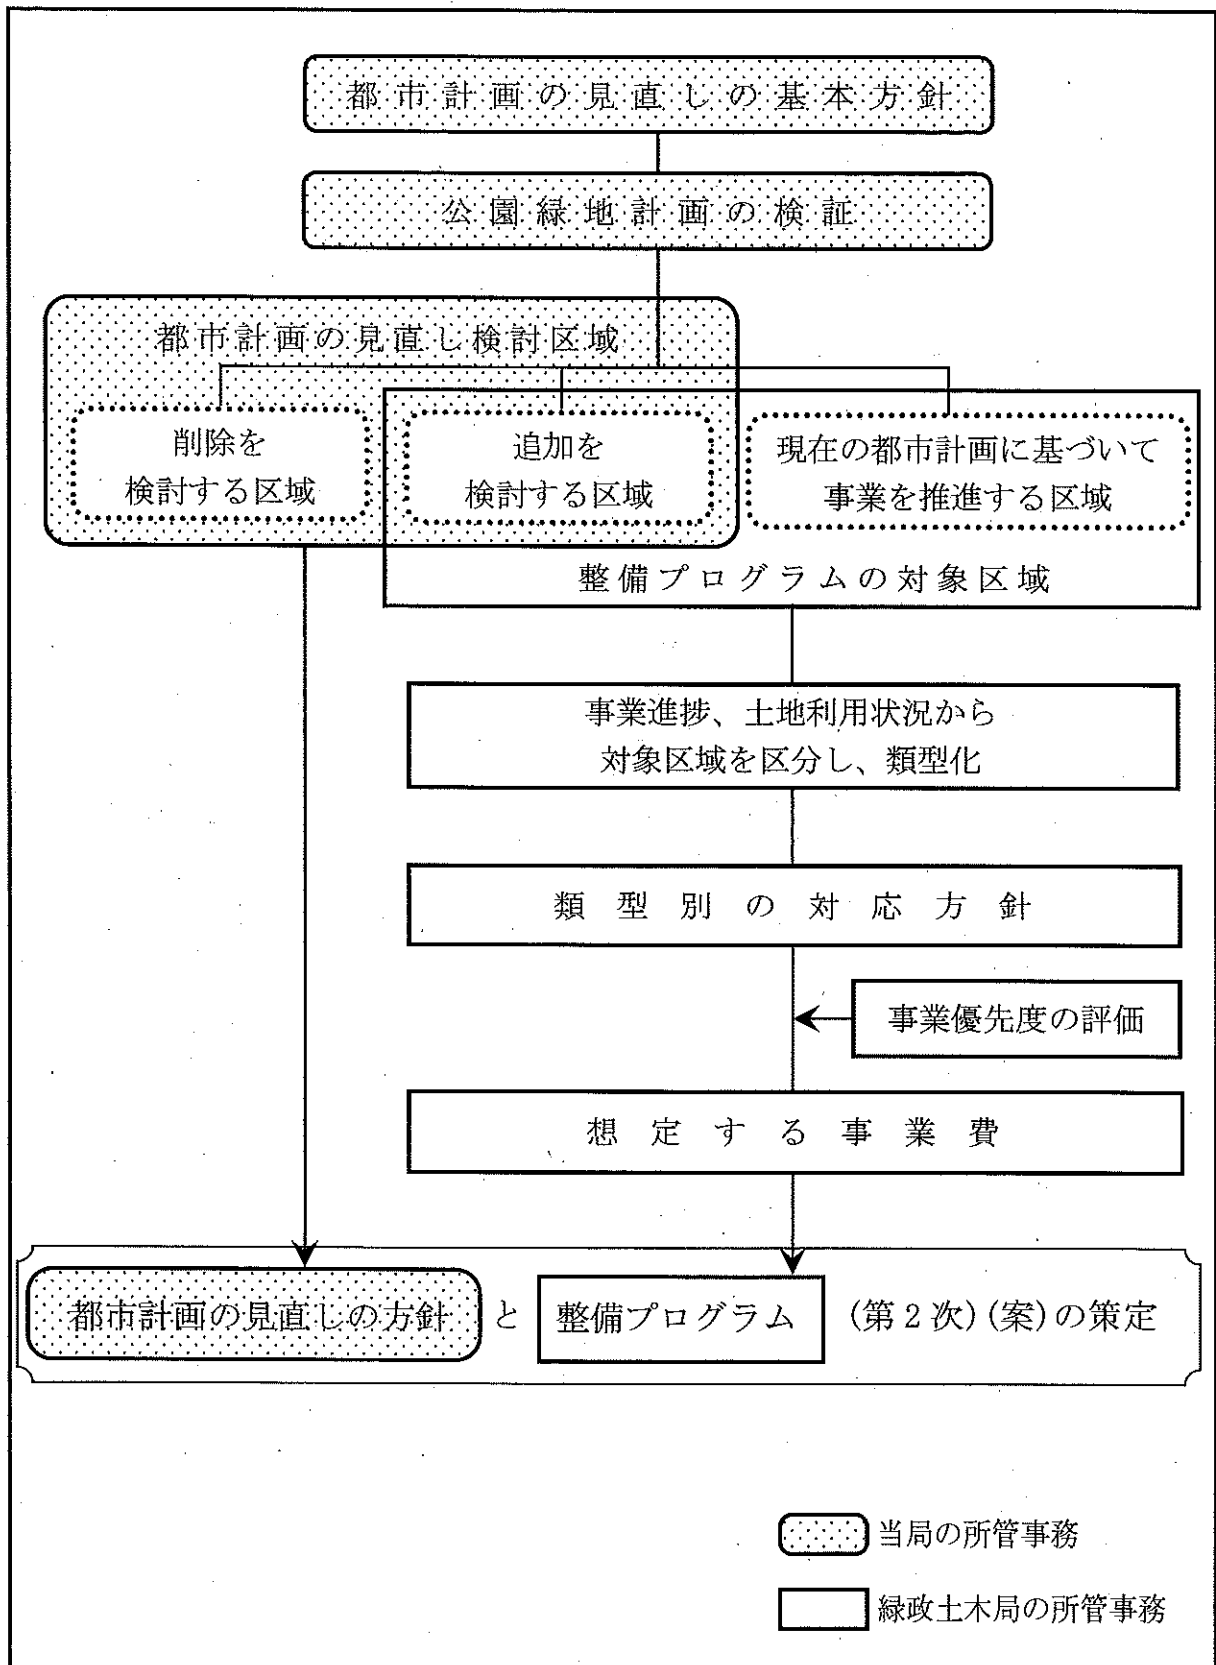 都市計画の見直しの基本方針
公園緑地計画の検証
都市計画の見直し検討区域
削除を
検討する区域
追加を
検討する区域
現在の都市計画に基づいて
事業を推進する区域
整備プログラムの対象区域
事業進捗、土地利用状況から
対象区域を区分し、類型化
類型別の対応方針
事業優先度の評価
想定する事業費
都市計画の見直しの方針 と 整備プログラム (第2次)(案)の策定
当局の所管事務
緑政土木局の所管事務